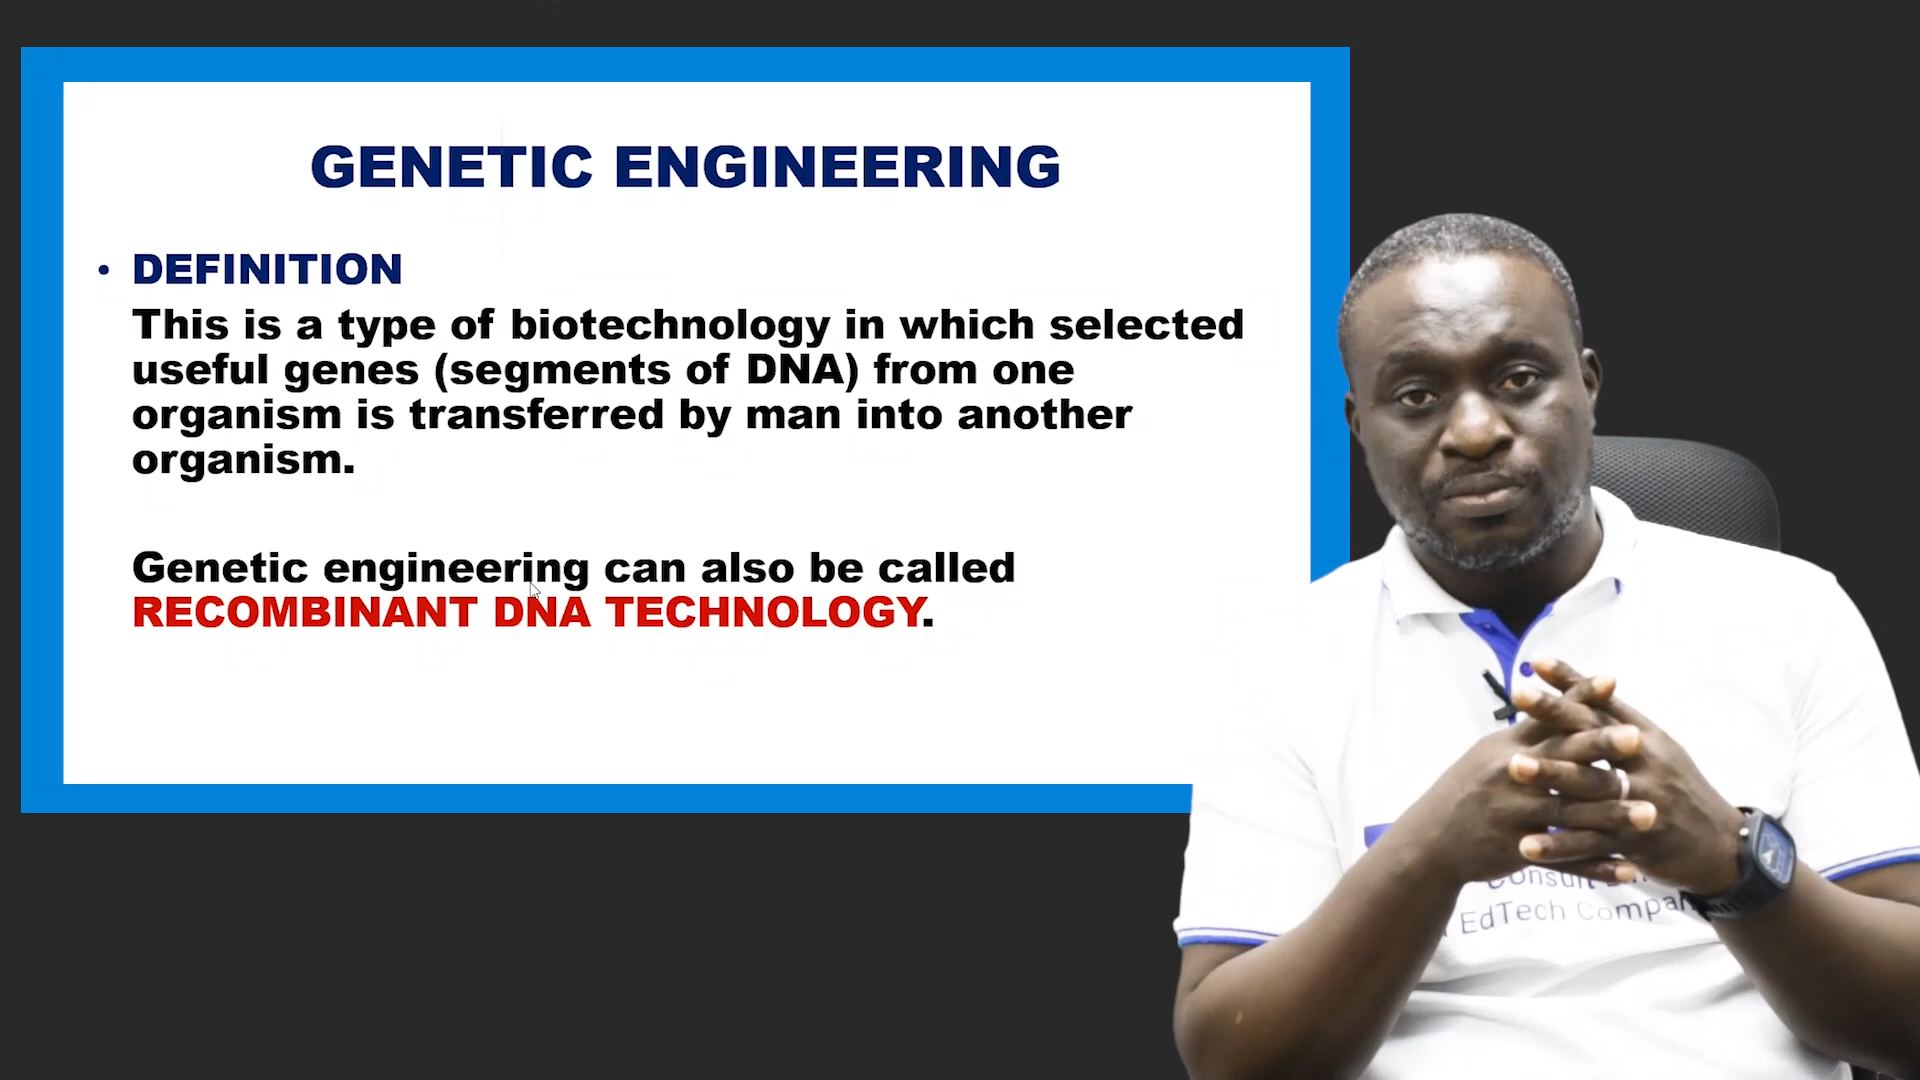 GENETIC ENGINEERING
• DEFINITION
This is a type of biotechnology in which selected
useful genes (segments of DNA) from one
organism is transferred by man into another
organism.
Genetic engineering can also be called
RECOMBINANT DNA TECHNOLOGY.
EdTech